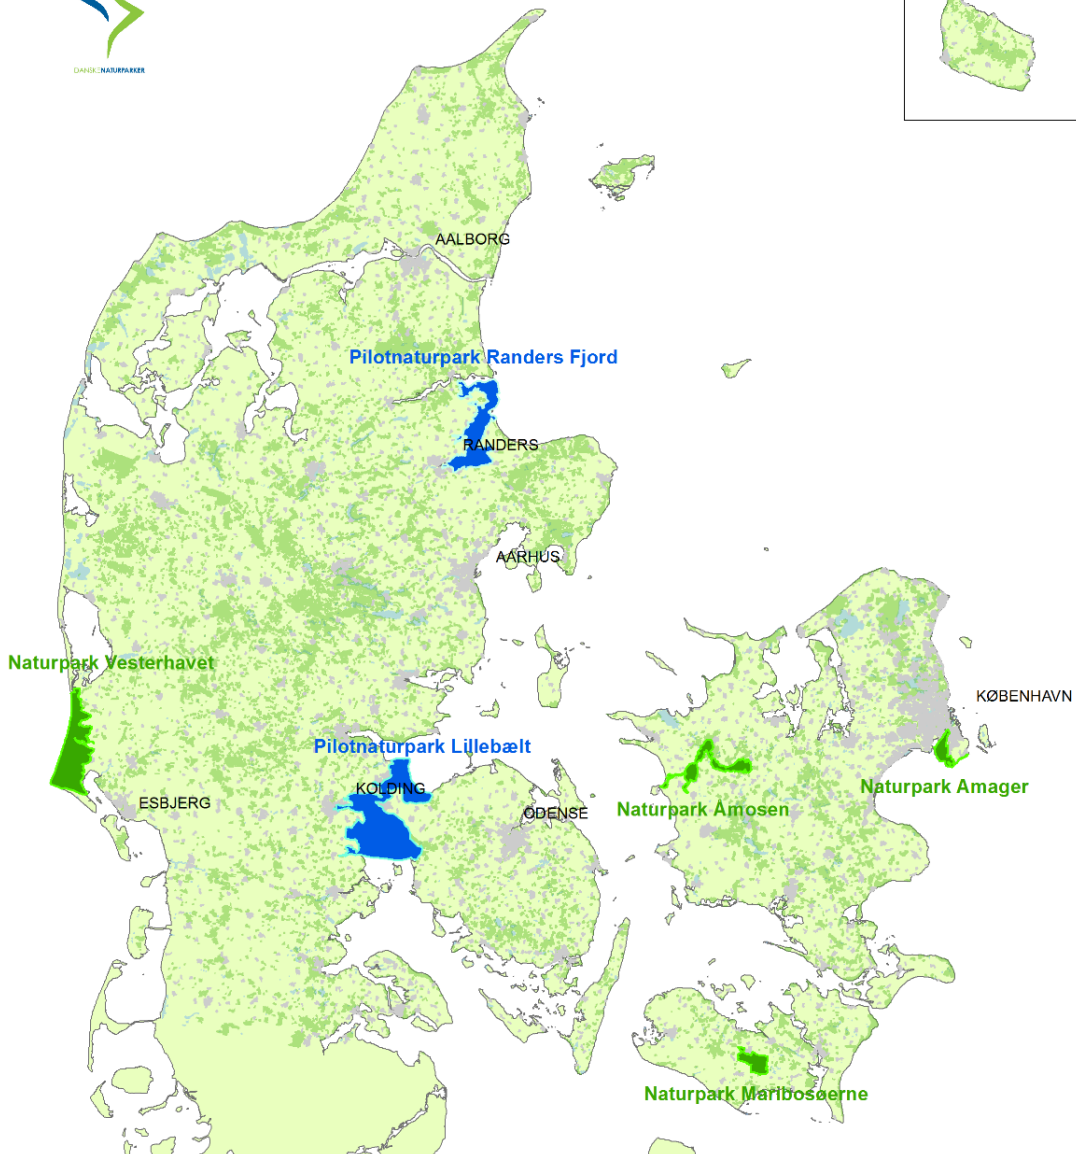 DANSKE NATURPARKER
AALBORG
Pilotnaturpark Randers Fjord
RANDERS
AARHUS
Naturpark Vesterhavet
KØBENHAVN
Pilotnaturpark Lillebælt
KOLDING
Naturpark Amager
ESBJERG
Naturpark Åmosen
ODENSE
Naturpark Maribosøerne